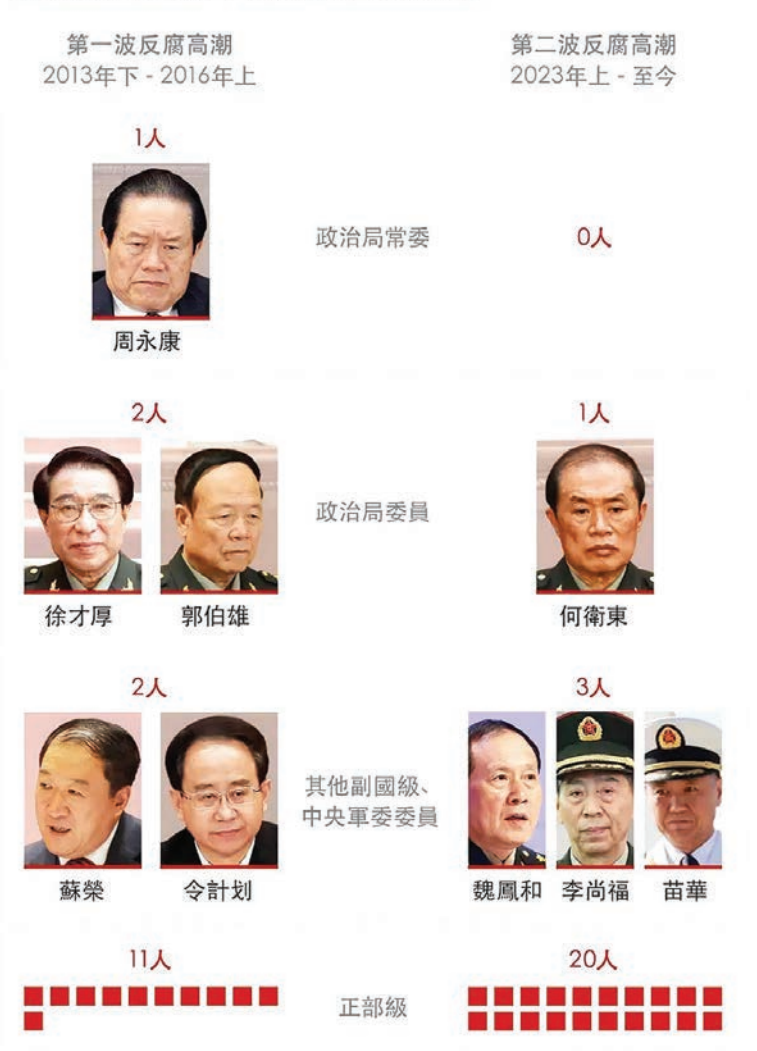 第一波反腐高潮
2013年下 - 2016年上
第二波反腐高潮
2023年上 - 至今
1人
周永康
政治局常委
0人
2人
徐才厚
郭伯雄
政治局委員
1人
何衛東
2人
蘇榮
令計划
其他副國級、
中央軍委委員
3人
魏鳳和
李尚福
苗華
11人
正部級
20人